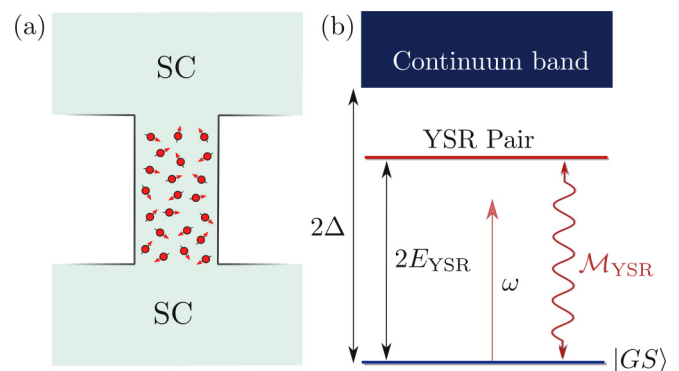 (a)
SC
SC
(b)
Continuum band
YSR Pair
2Δ
2E_YSR
ω
ℳ_YSR
|GS⟩